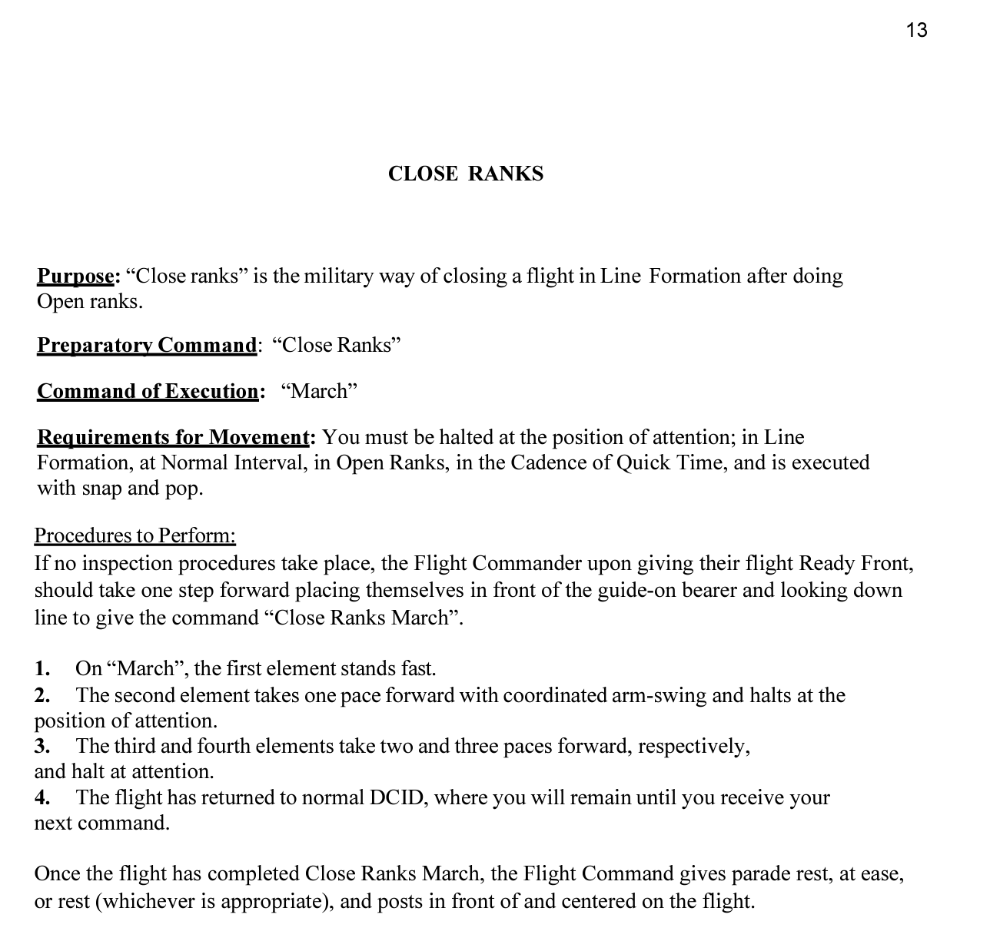 13
CLOSE RANKS
Purpose: “Close ranks” is the military way of closing a flight in Line Formation after doing
Open ranks.
Preparatory Command: “Close Ranks”
Command of Execution: “March”
Requirements for Movement: You must be halted at the position of attention; in Line
Formation, at Normal Interval, in Open Ranks, in the Cadence of Quick Time, and is executed
with snap and pop.
Procedures to Perform:
If no inspection procedures take place, the Flight Commander upon giving their flight Ready Front,
should take one step forward placing themselves in front of the guide-on bearer and looking down
line to give the command “Close Ranks March”.
1. On “March”, the first element stands fast.
2. The second element takes one pace forward with coordinated arm-swing and halts at the
position of attention.
3. The third and fourth elements take two and three paces forward, respectively,
and halt at attention.
4. The flight has returned to normal DCID, where you will remain until you receive your
next command.
Once the flight has completed Close Ranks March, the Flight Command gives parade rest, at ease,
or rest (whichever is appropriate), and posts in front of and centered on the flight.